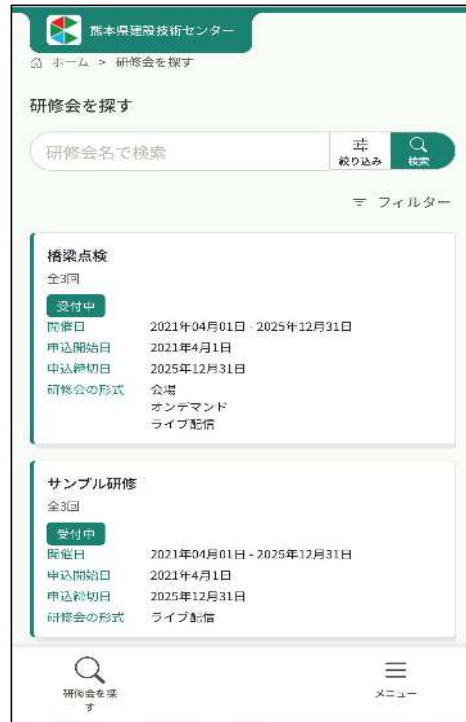 熊本県建設技術センター
ホーム > 研修会を探す
研修会を探す
研修会名で検索
絞り込み
検索
フィルター
橋梁点検
全3回
受付中
開催日 2021年04月01日 - 2025年12月31日
申込開始日 2021年4月1日
申込締切日 2025年12月31日
研修会の形式 会場
オンデマンド
ライブ配信
サンプル研修
全3回
受付中
開催日 2021年04月01日 - 2025年12月31日
申込開始日 2021年4月1日
申込締切日 2025年12月31日
研修会の形式 ライブ配信
研修会を探
す
メニュー